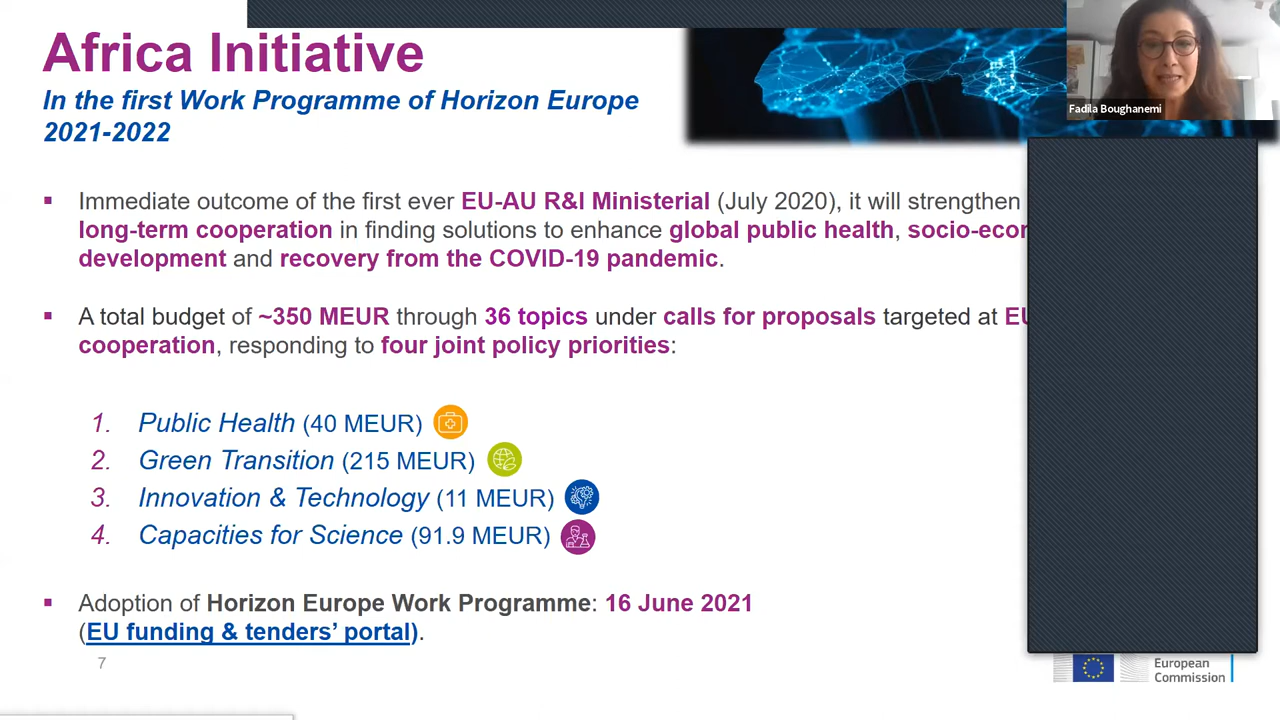 Africa Initiative
In the first Work Programme of Horizon Europe
2021-2022
Fadila Boughanemi
▪ Immediate outcome of the first ever EU-AU R&I Ministerial (July 2020), it will strengthen
long-term cooperation in finding solutions to enhance global public health,
development and recovery from the COVID-19 pandemic.
▪ A total budget of ~350 MEUR through 36 topics under calls for proposals targeted at
cooperation, responding to four joint policy priorities:
1. Public Health (40 MEUR)
2. Green Transition (215 MEUR)
3. Innovation & Technology (11 MEUR)
4. Capacities for Science (91.9 MEUR)
▪ Adoption of Horizon Europe Work Programme: 16 June 2021
(EU funding & tenders’ portal).
7
European
Commission